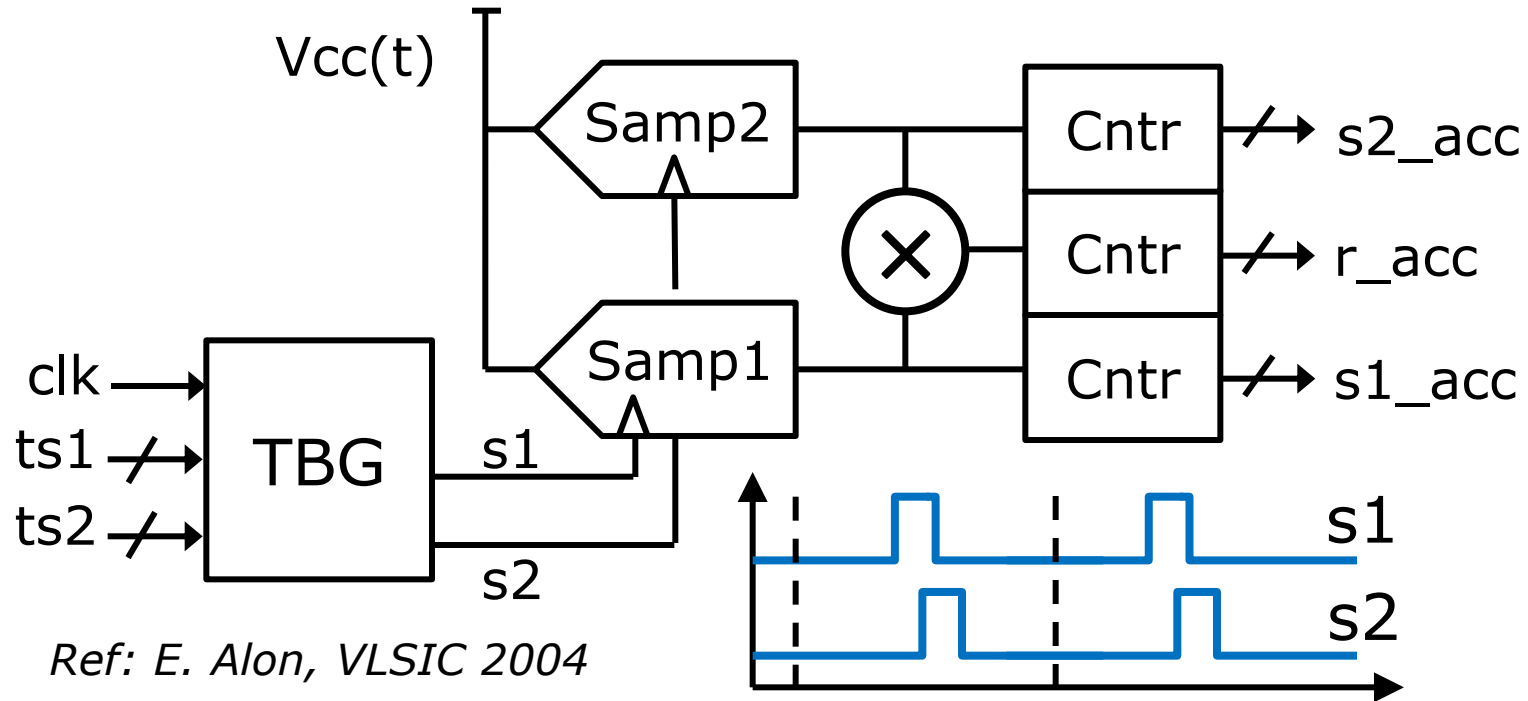 Vcc(t)
Samp2
Cntr
s2_acc
×
Cntr
r_acc
Samp1
Cntr
s1_acc
clk
ts1
ts2
TBG
s1
s2
s1
s2
Ref: E. Alon, VLSIC 2004